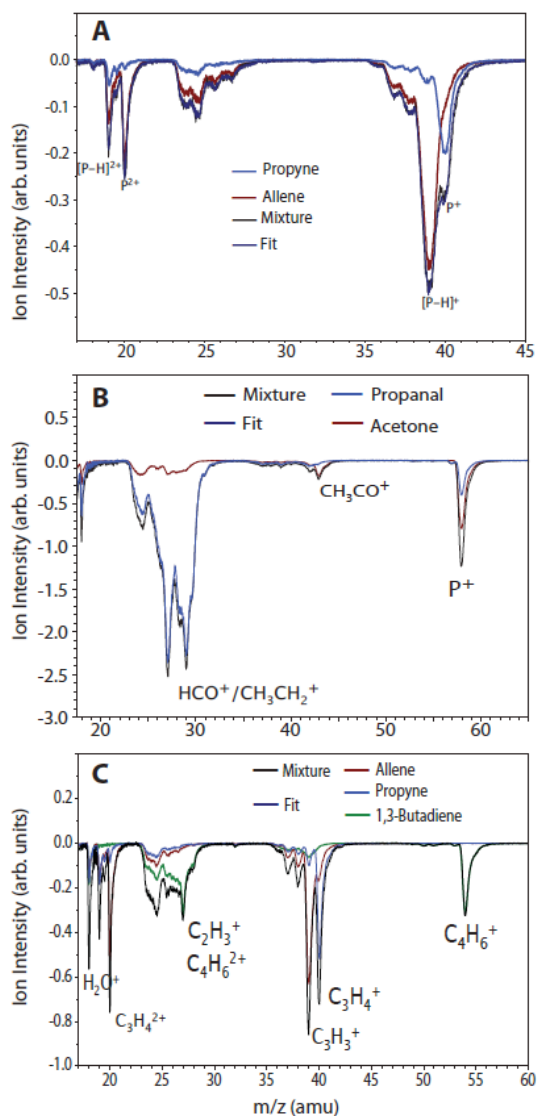 A
0.0
-0.1
-0.2
-0.3
-0.4
-0.5
Ion Intensity (arb. units)
[P–H]²⁺
P²⁺
Propyne
Allene
Mixture
Fit
P⁺
[P–H]⁺
20 25 30 35 40 45
B
Mixture Propanal
Fit Acetone
0.5
0.0
-0.5
-1.0
-1.5
-2.0
-2.5
-3.0
Ion Intensity (arb. units)
CH₃CO⁺
P⁺
HCO⁺/CH₃CH₂⁺
20 30 40 50 60
C
Mixture Allene
Fit Propyne
1,3-Butadiene
0.2
0.0
-0.2
-0.4
-0.6
-0.8
-1.0
Ion Intensity (arb. units)
H₂O⁺
C₃H₄²⁺
C₂H₃⁺
C₄H₆²⁺
C₃H₄⁺
C₃H₃⁺
C₄H₆⁺
20 25 30 35 40 45 50 55 60
m/z (amu)